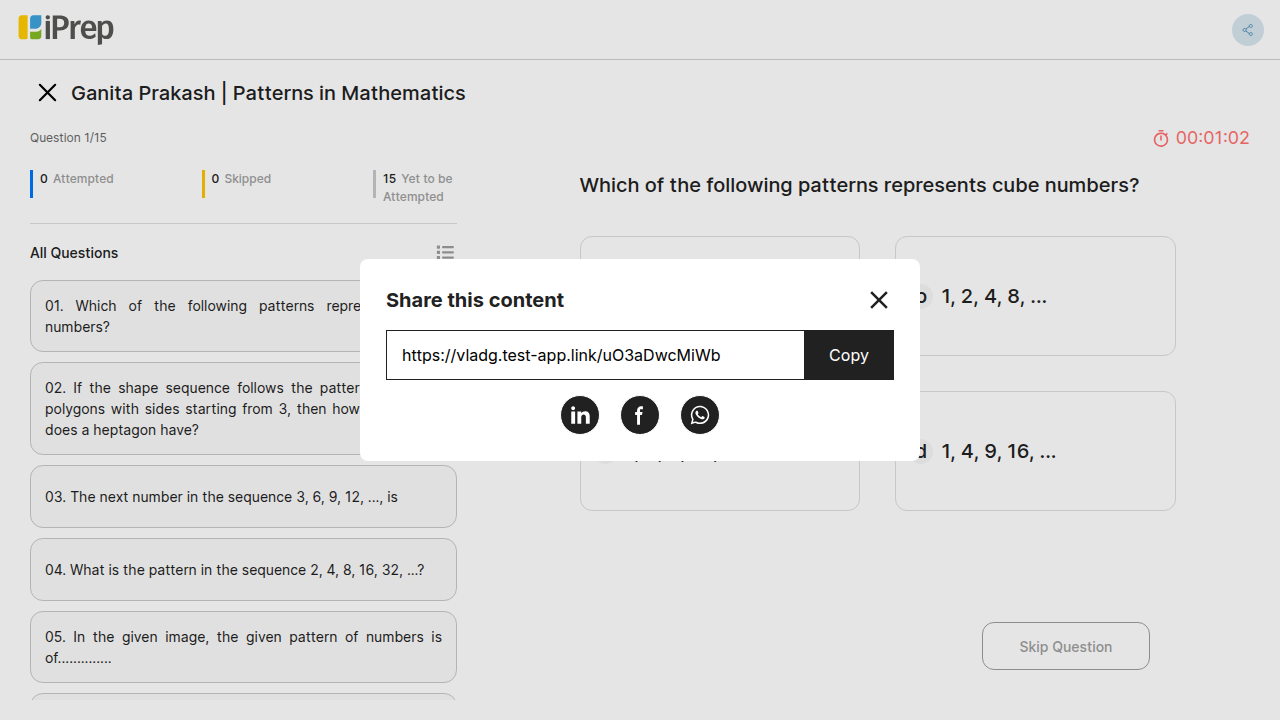 iPrep
Ganita Prakash | Patterns in Mathematics
Question 1/15
00:01:02
0 Attempted
0 Skipped
15 Yet to be
Attempted
Which of the following patterns represents cube numbers?
All Questions
01. Which of the following patterns
numbers?
02. If the shape sequence follows the
polygons with sides starting from 3, then how
does a heptagon have?
03. The next number in the sequence 3, 6, 9, 12, ..., is
04. What is the pattern in the sequence 2, 4, 8, 16, 32, ...?
05. In the given image, the given pattern of numbers is
of..............
Share this content
https://vladg.test-app.link/uO3aDwcMiWb
Copy
in
f
1, 2, 4, 8, ...
d 1, 4, 9, 16, ...
Skip Question